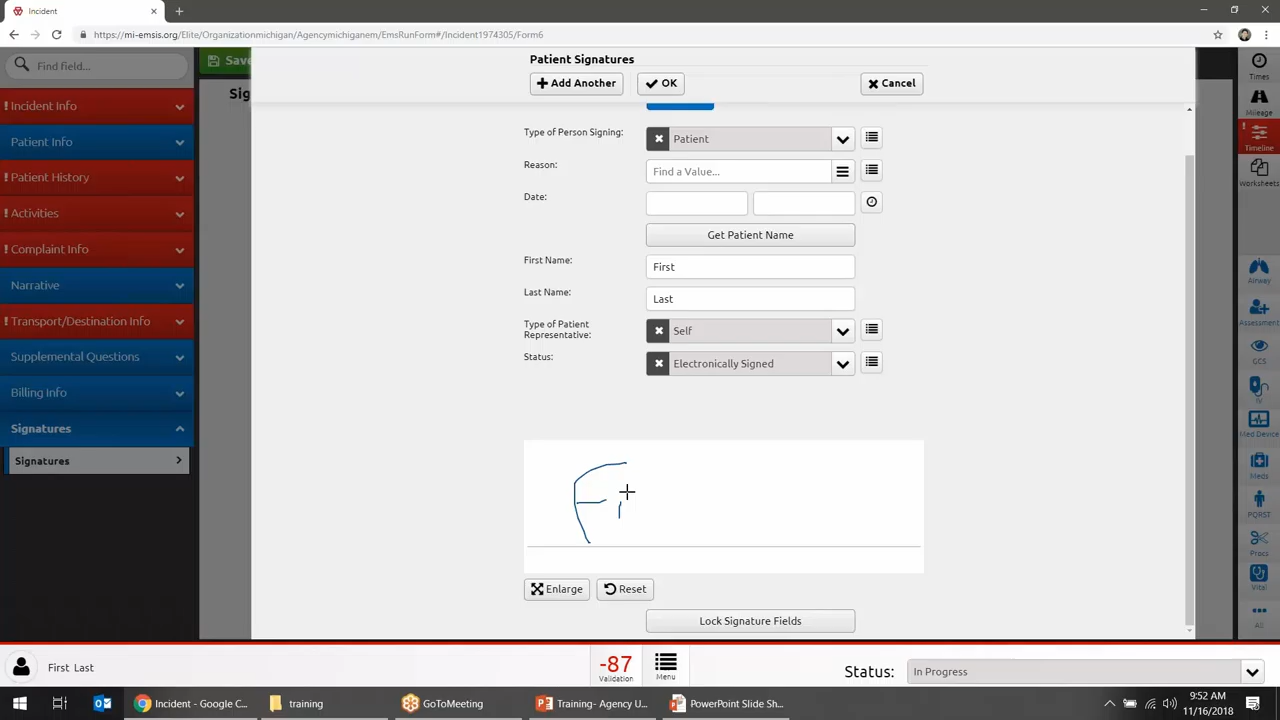 Incident
mi-emsis.org/Elite/Organizationmichigan/Agencymichiganem/EmsRunForm#/Incident1974305/Form6
Find field...
Save
Sig
Patient Signatures
Add Another
OK
Cancel
Times
Mileage
Timeline
Worksheets
! Incident Info
Patient Info
! Patient History
! Activities
! Complaint Info
Narrative
! Transport/Destination Info
Supplemental Questions
Billing Info
Signatures
Signatures
Type of Person Signing:
Patient
Reason:
Find a Value...
Date:
Get Patient Name
First Name:
First
Last Name:
Last
Type of Patient
Representative:
Self
Status:
Electronically Signed
Enlarge
Reset
Lock Signature Fields
Airway
Assessment
GCS
IV
Med Device
Meds
PQRST
Procs
Vital
All
First Last
-87
Validation
Menu
Status:
In Progress
Incident - Google C...
training
GoToMeeting
Training- Agency U...
PowerPoint Slide Sh...
9:52 AM
11/16/2018